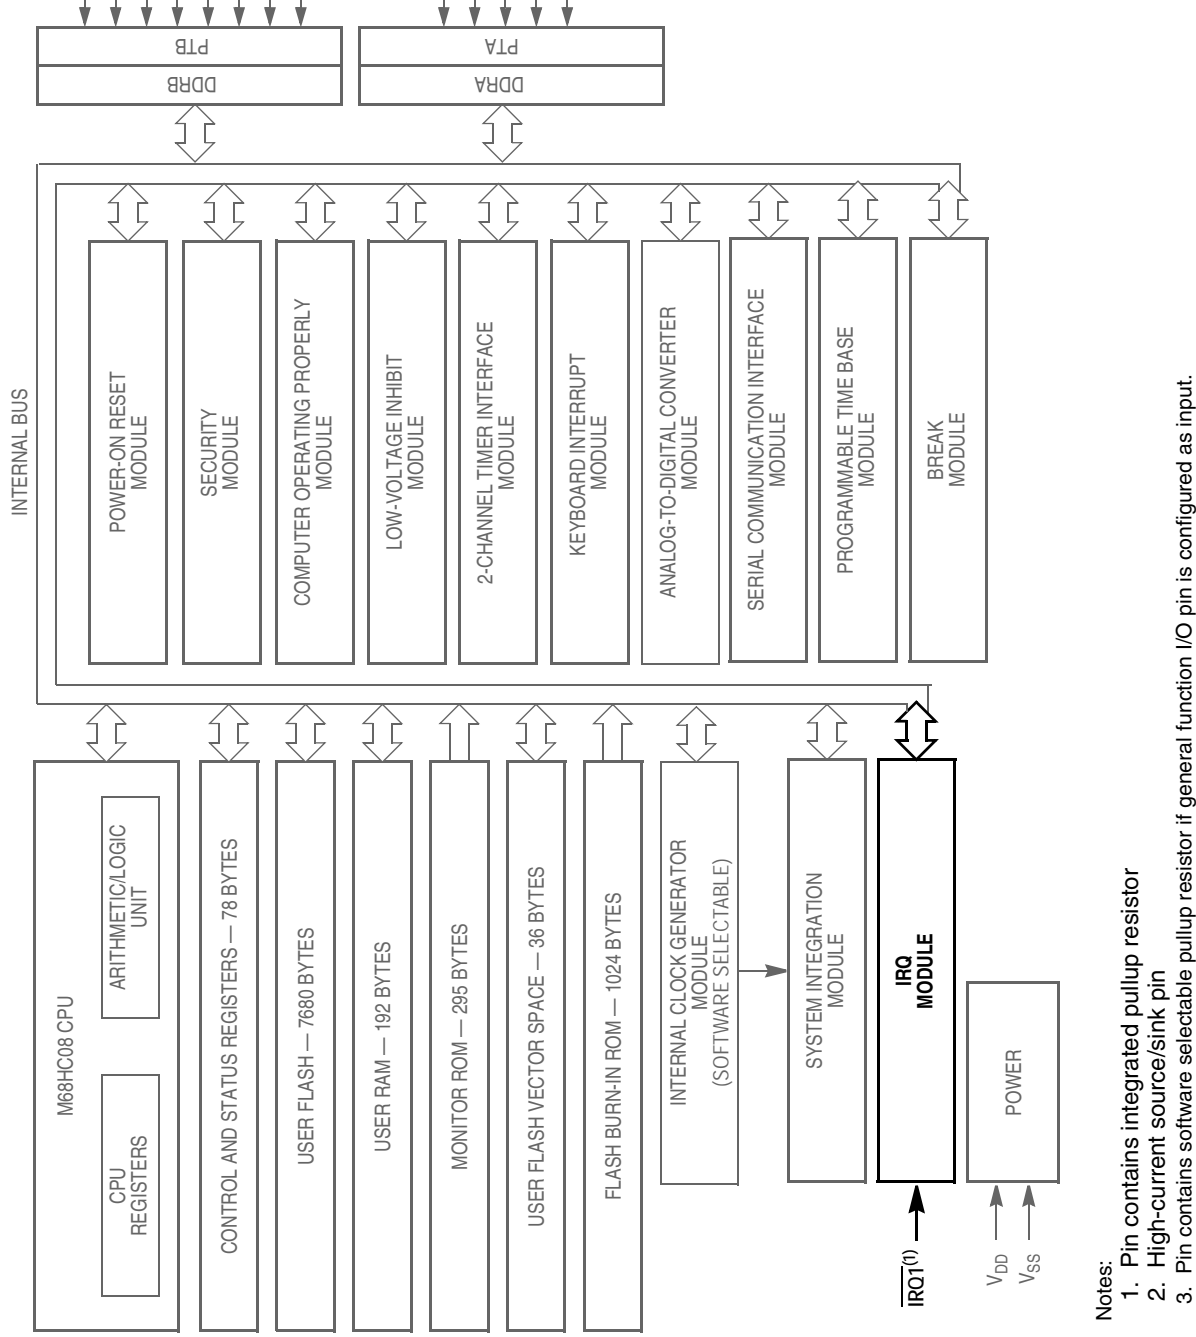 INTERNAL BUS
M68HC08 CPU
CPU
REGISTERS
ARITHMETIC/LOGIC
UNIT
CONTROL AND STATUS REGISTERS — 78 BYTES
USER FLASH — 7680 BYTES
USER RAM — 192 BYTES
MONITOR ROM — 295 BYTES
USER FLASH VECTOR SPACE — 36 BYTES
FLASH BURN-IN ROM — 1024 BYTES
INTERNAL CLOCK GENERATOR
MODULE
(SOFTWARE SELECTABLE)
SYSTEM INTEGRATION
MODULE
IRQ1(1)
IRQ
MODULE
VDD
VSS
POWER
POWER-ON RESET
MODULE
SECURITY
MODULE
COMPUTER OPERATING PROPERLY
MODULE
LOW-VOLTAGE INHIBIT
MODULE
2-CHANNEL TIMER INTERFACE
MODULE
KEYBOARD INTERRUPT
MODULE
ANALOG-TO-DIGITAL CONVERTER
MODULE
SERIAL COMMUNICATION INTERFACE
MODULE
PROGRAMMABLE TIME BASE
MODULE
BREAK
MODULE
DDRB
PTB
DDRA
PTA
Notes:
1. Pin contains integrated pullup resistor
2. High-current source/sink pin
3. Pin contains software selectable pullup resistor if general function I/O pin is configured as input.